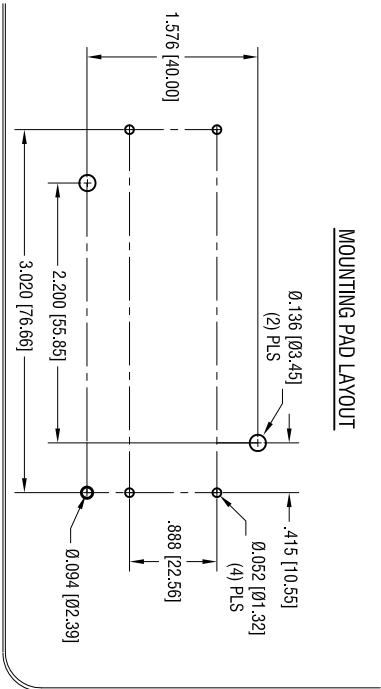 MOUNTING PAD LAYOUT
Ø.136 [Ø3.45]
(2) PLS
.415 [10.55]
Ø.052 [Ø1.32]
(4) PLS
1.576 [40.00]
.888 [22.56]
2.200 [55.85]
Ø.094 [Ø2.39]
3.020 [76.66]